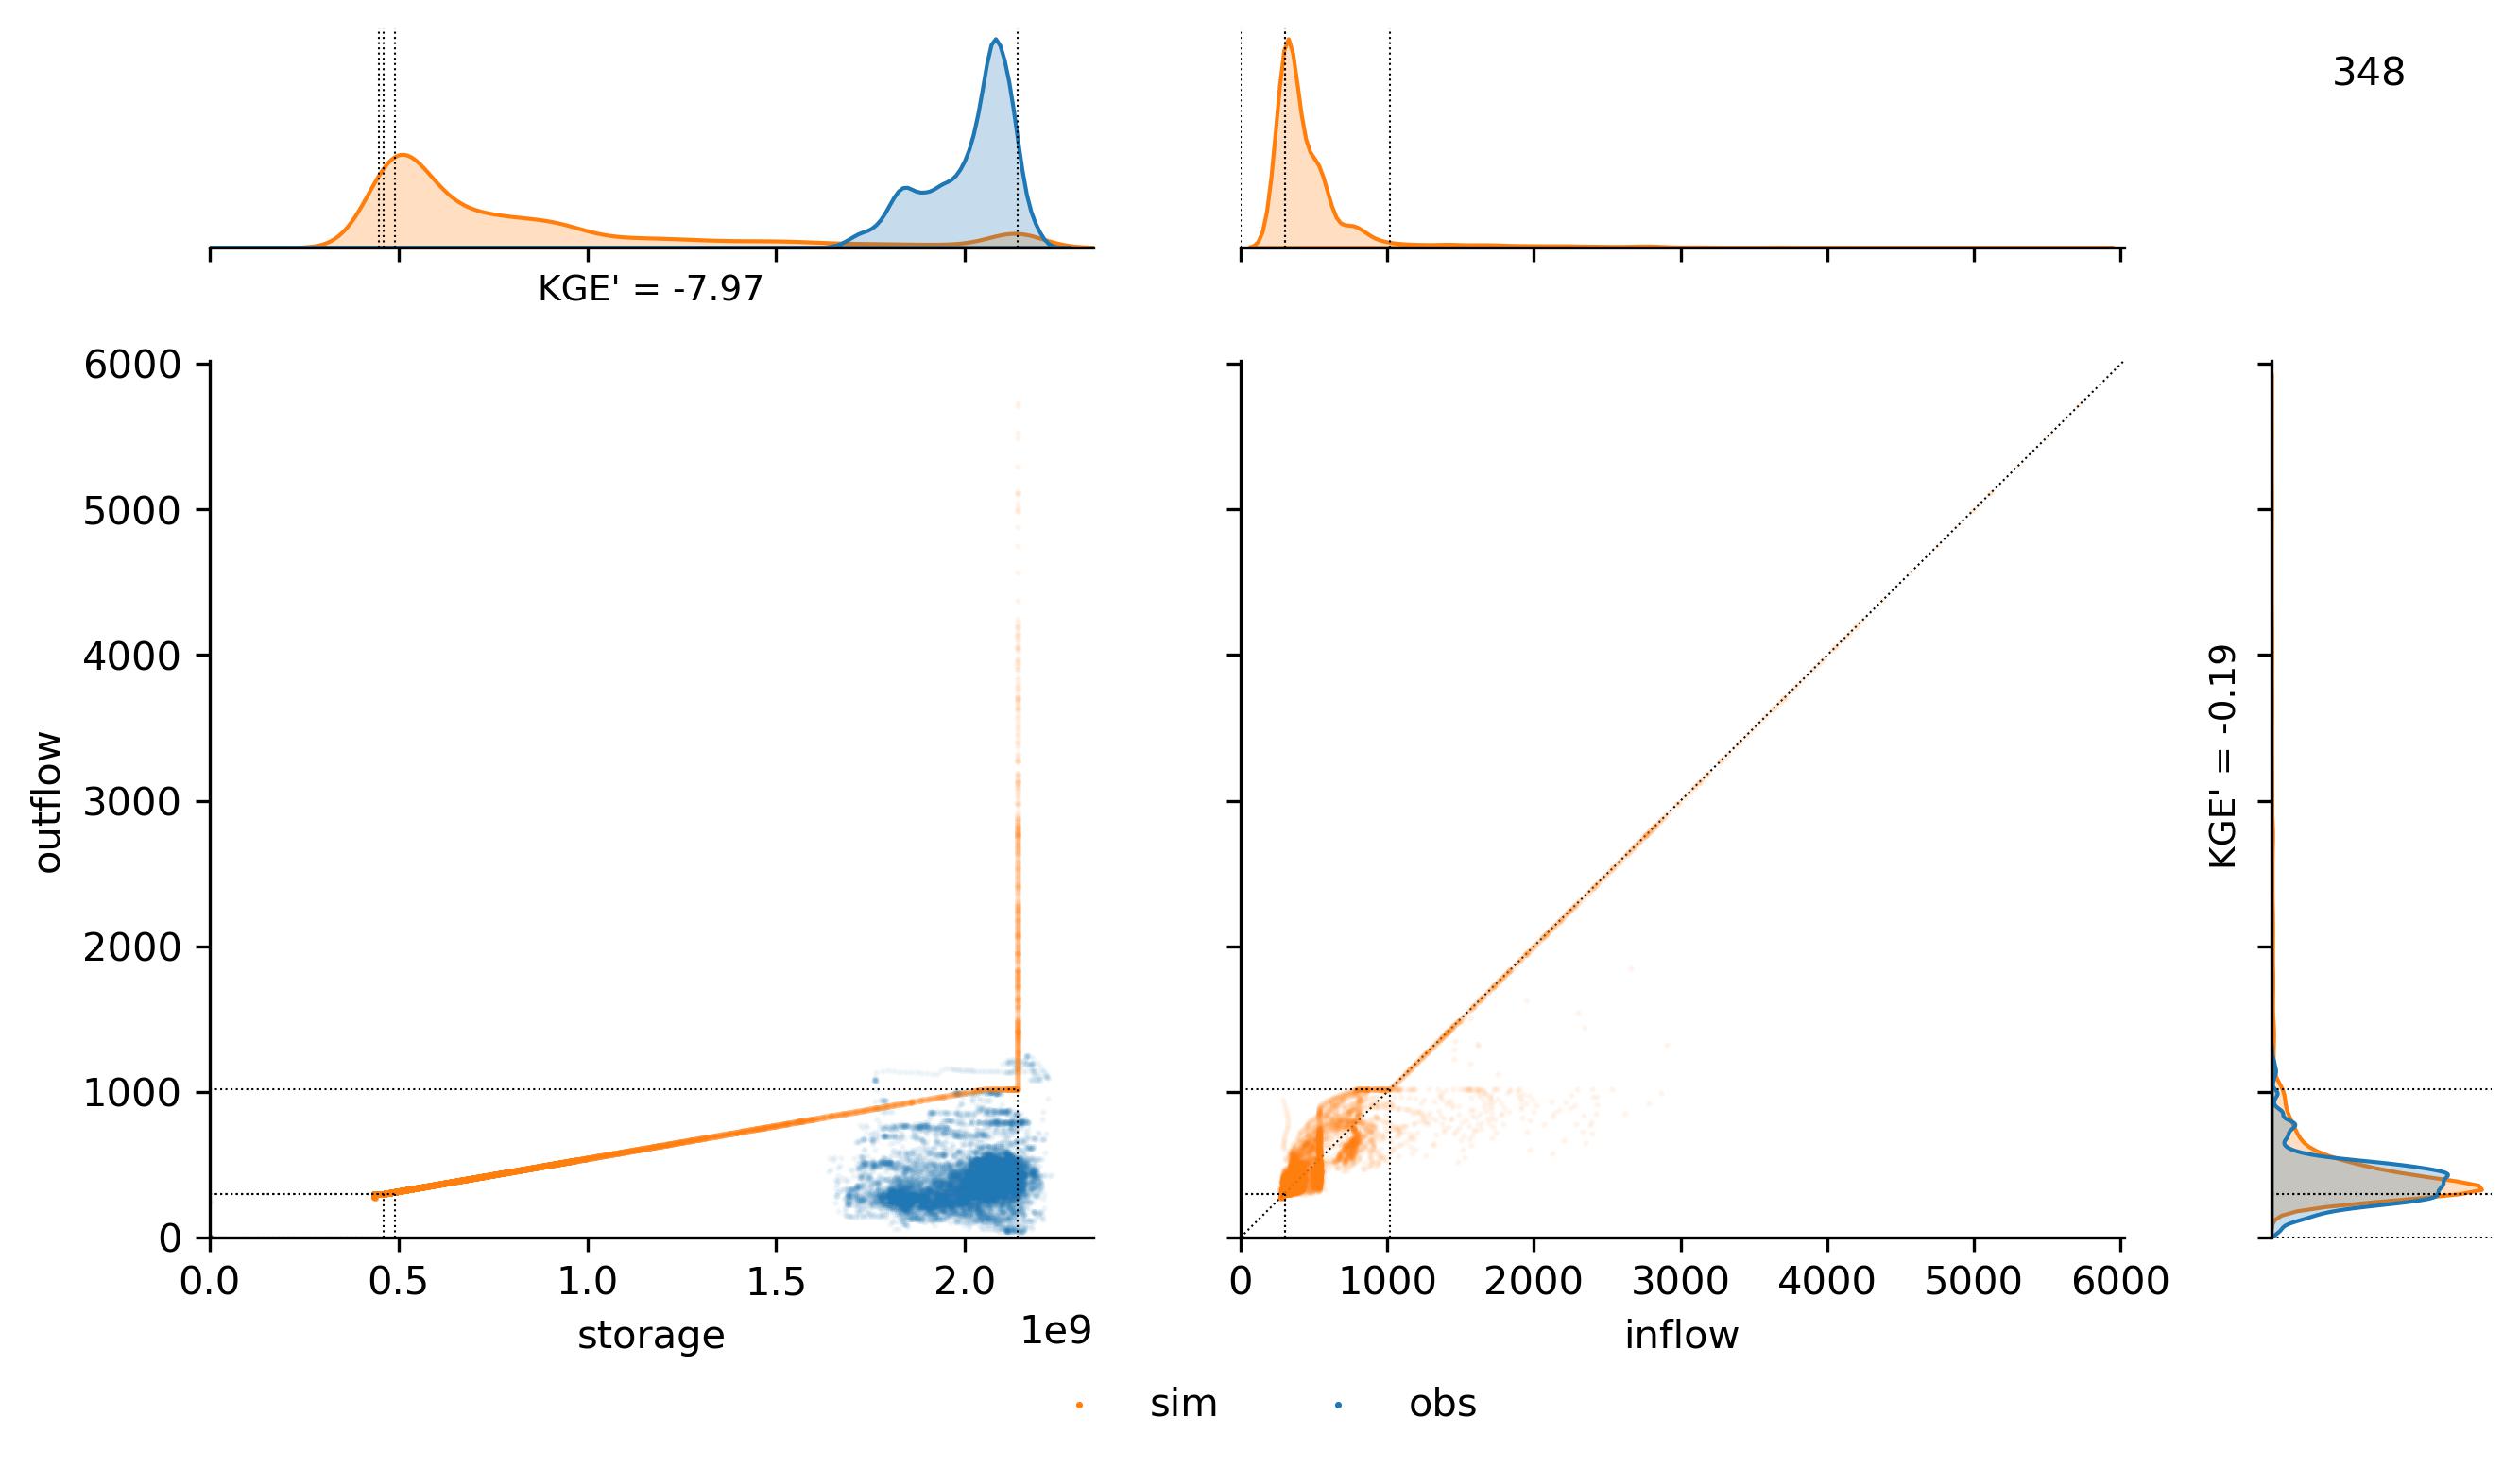 348
KGE' = -7.97
6000
5000
4000
3000
2000
1000
0
outflow
KGE' = -0.19
0.0 0.5 1.0 1.5 2.0
0 1000 2000 3000 4000 5000 6000
storage
1e9
inflow
sim obs